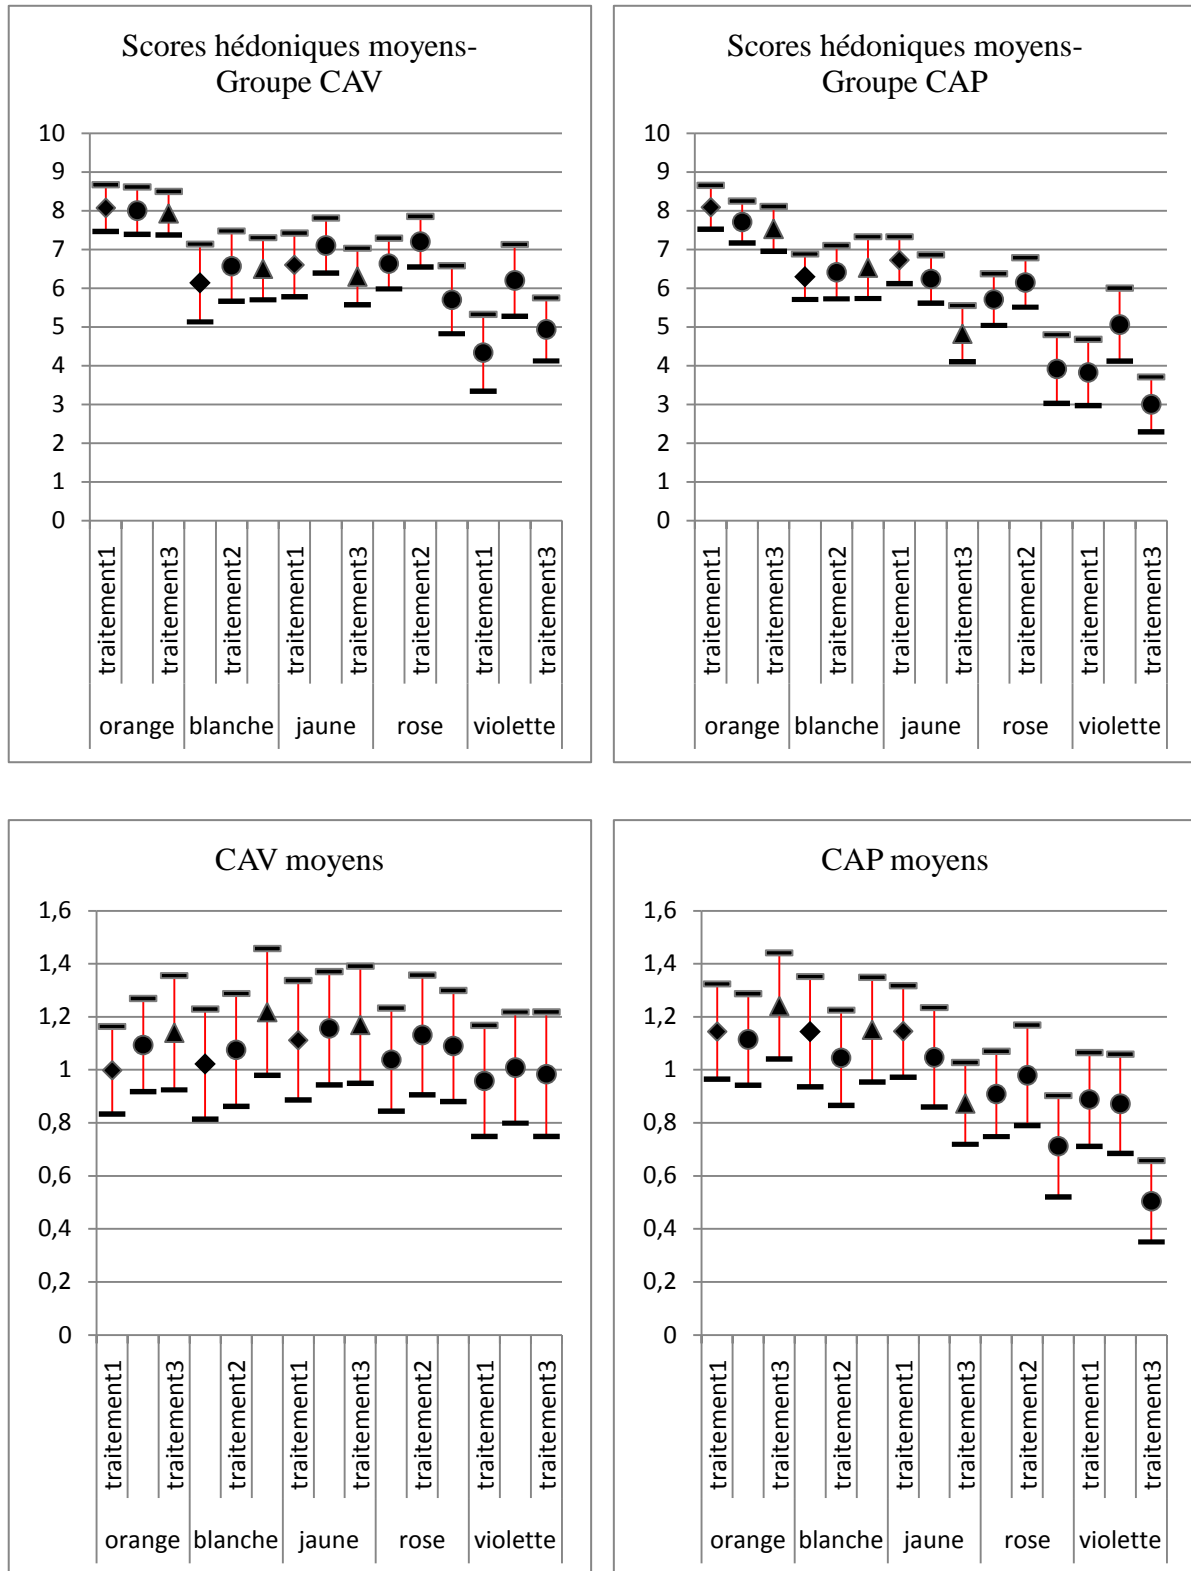 Scores hédoniques moyens-
Groupe CAV
10
9
8
7
6
5
4
3
2
1
0
traitement1
traitement3
traitement2
traitement1
traitement3
traitement2
traitement1
traitement3
orange
blanche
jaune
rose
violette
Scores hédoniques moyens-
Groupe CAP
10
9
8
7
6
5
4
3
2
1
0
traitement1
traitement3
traitement2
traitement1
traitement3
traitement2
traitement1
traitement3
orange
blanche
jaune
rose
violette
CAV moyens
1,6
1,4
1,2
1
0,8
0,6
0,4
0,2
0
traitement1
traitement3
traitement2
traitement1
traitement3
traitement2
traitement1
traitement3
orange
blanche
jaune
rose
violette
CAP moyens
1,6
1,4
1,2
1
0,8
0,6
0,4
0,2
0
traitement1
traitement3
traitement2
traitement1
traitement3
traitement2
traitement1
traitement3
orange
blanche
jaune
rose
violette